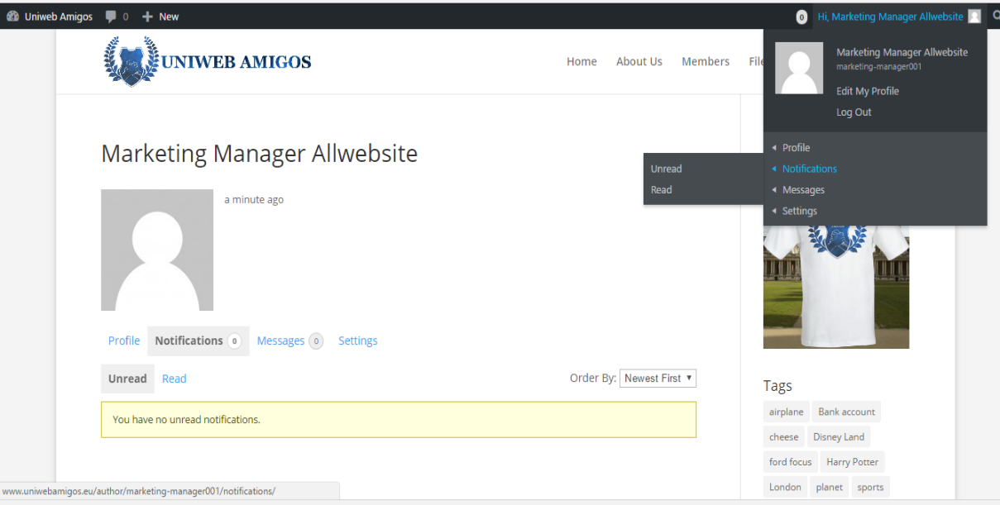 Uniweb Amigos 0 New 0 Hi, Marketing Manager Allwebsite
UNIWEB AMIGOS
Home About Us Members
Marketing Manager Allwebsite
marketing-manager001
Edit My Profile
Log Out
Profile
Notifications
Messages
Settings
Unread
Read
Marketing Manager Allwebsite
a minute ago
Profile Notifications 0 Messages 0 Settings
Unread Read Order By: Newest First
You have no unread notifications.
Tags
airplane Bank account
cheese Disney Land
ford focus Harry Potter
London planet sports
www.uniwebamigos.eu/author/marketing-manager001/notifications/